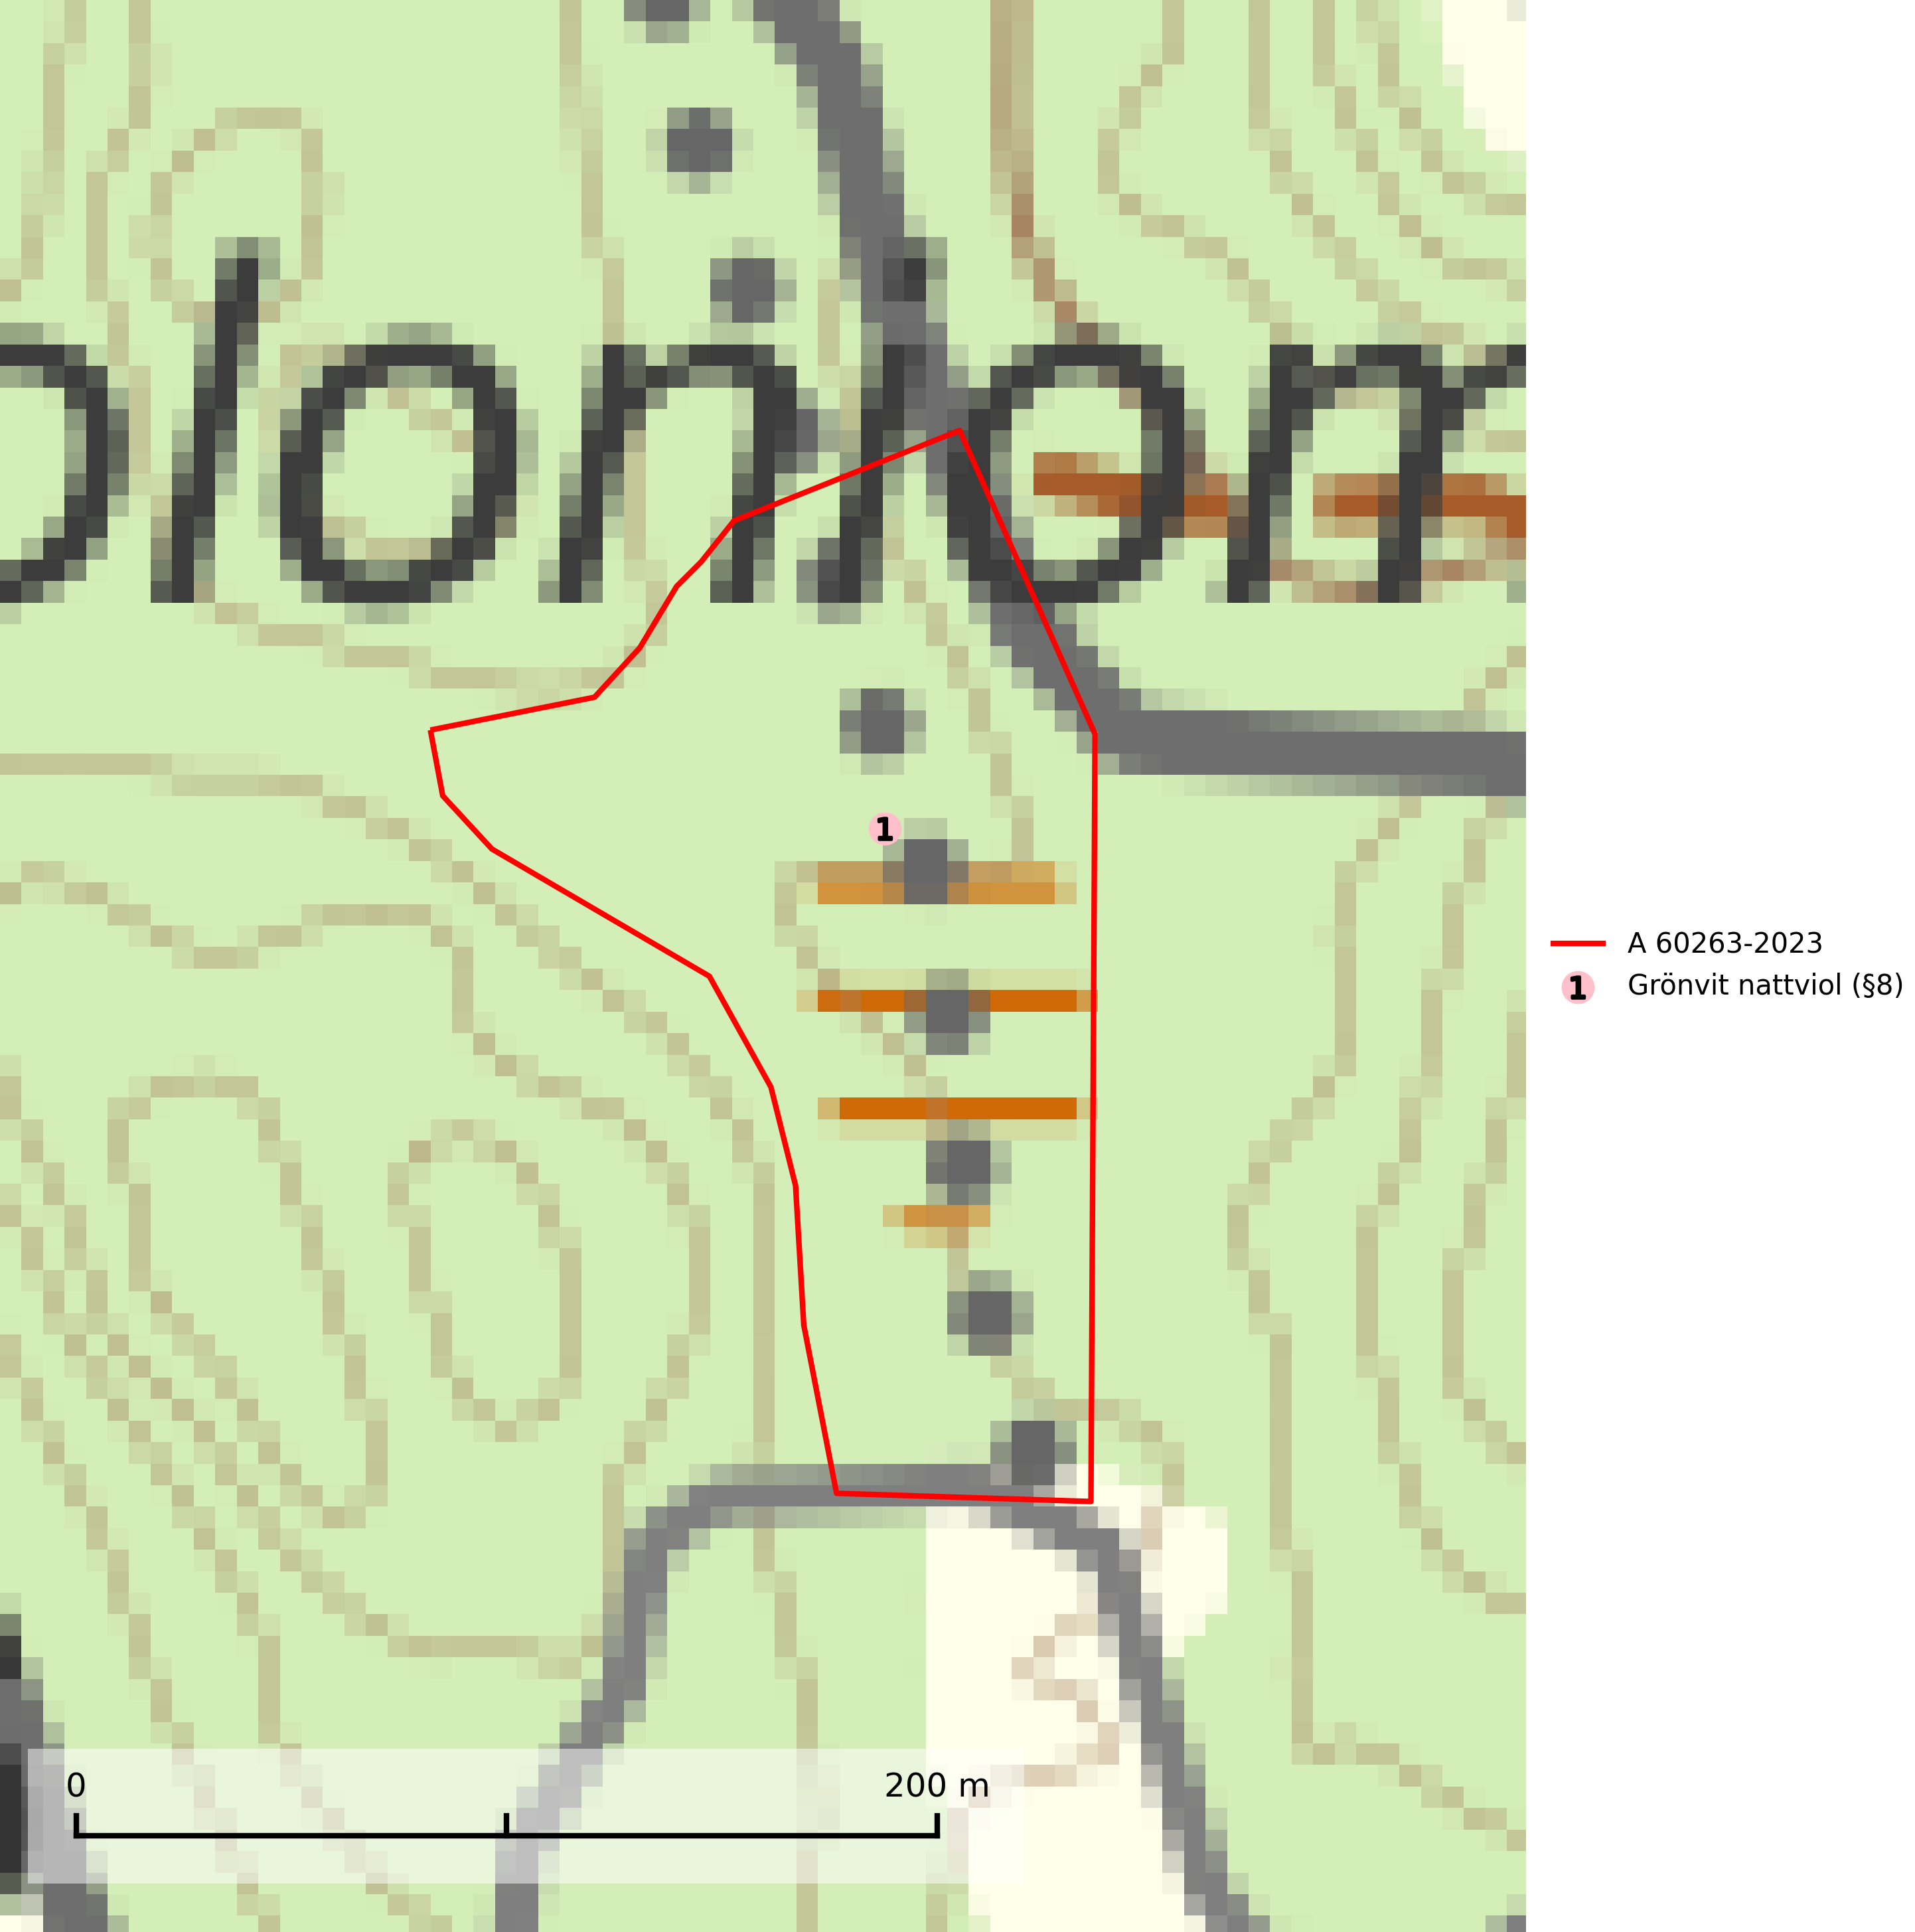 1
A 60263-2023
1 Grönvit nattviol (§8)
0 200 m